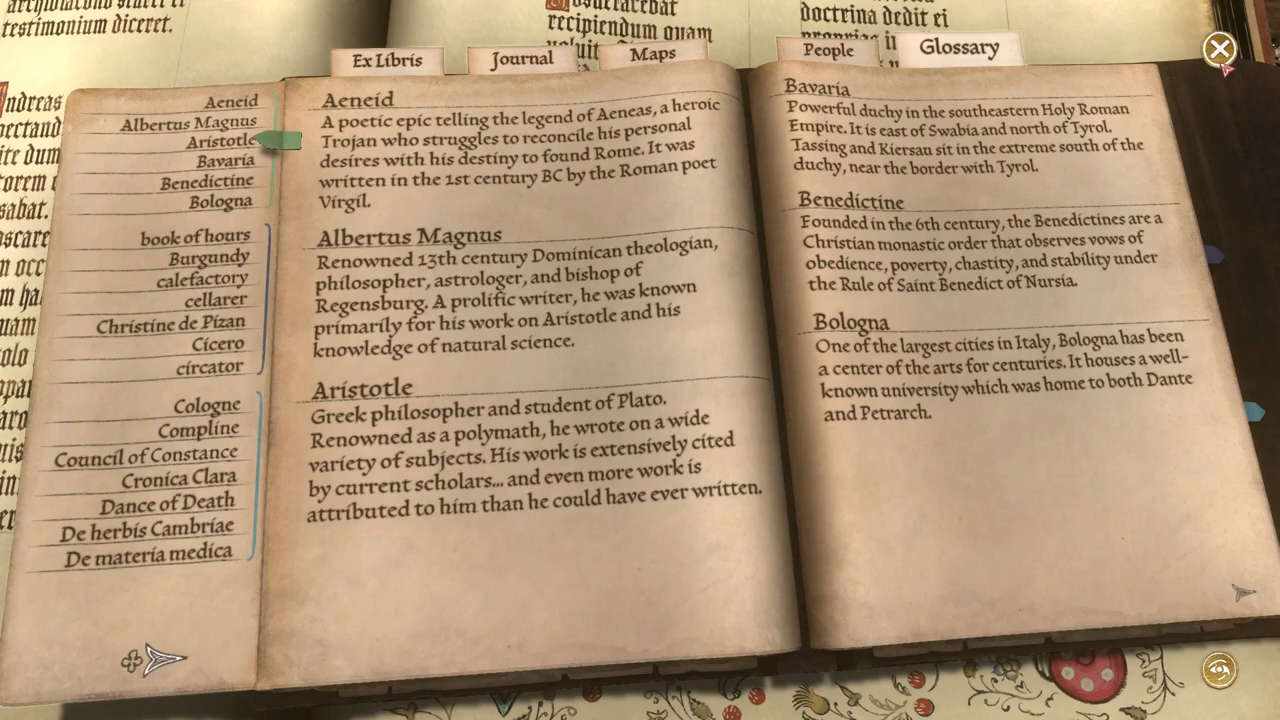 testimonium diceret.
recipiendum quam
doctrina dedit ei
Ex Libris
Journal
Maps
People
Glossary
Aeneid
Albertus Magnus
Aristotle
Bavaria
Benedictine
Bologna
book of hours
Burgundy
calefactory
cellarer
Christine de Pizan
Cicero
circator
Cologne
Compline
Council of Constance
Cronica Clara
Dance of Death
De herbis Cambriae
De materia medica
Aeneid
A poetic epic telling the legend of Aeneas, a heroic
Trojan who struggles to reconcile his personal
desires with his destiny to found Rome. It was
written in the 1st century BC by the Roman poet
Virgil.
Albertus Magnus
Renowned 13th century Dominican theologian,
philosopher, astrologer, and bishop of
Regensburg. A prolific writer, he was known
primarily for his work on Aristotle and his
knowledge of natural science.
Aristotle
Greek philosopher and student of Plato.
Renowned as a polymath, he wrote on a wide
variety of subjects. His work is extensively cited
by current scholars... and even more work is
attributed to him than he could have ever written.
Bavaria
Powerful duchy in the southeastern Holy Roman
Empire. It is east of Swabia and north of Tyrol.
Tassing and Kiersau sit in the extreme south of the
duchy, near the border with Tyrol.
Benedictine
Founded in the 6th century, the Benedictines are a
Christian monastic order that observes vows of
obedience, poverty, chastity, and stability under
the Rule of Saint Benedict of Nursia.
Bologna
One of the largest cities in Italy, Bologna has been
a center of the arts for centuries. It houses a well-
known university which was home to both Dante
and Petrarch.